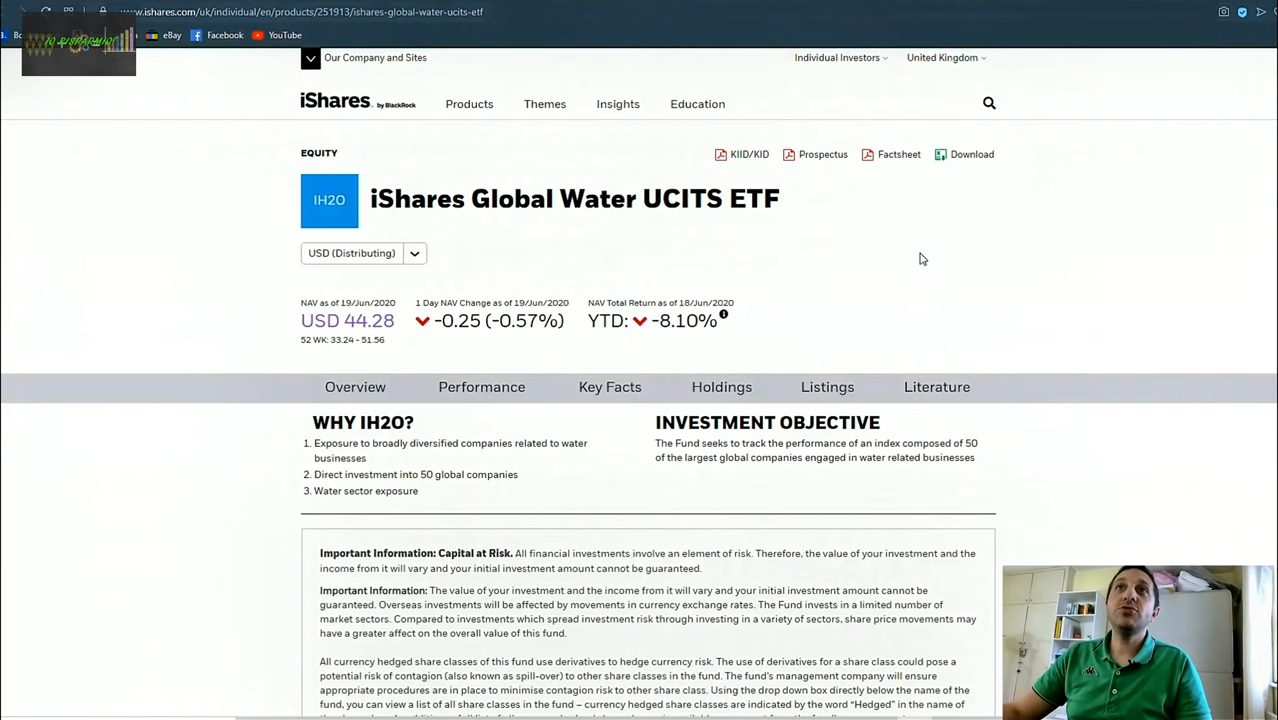 www.ishares.com/uk/individual/en/products/251913/ishares-global-water-ucits-etf
eBay
Facebook
YouTube
IO RISPARMIO
Our Company and Sites
Individual Investors
United Kingdom
iShares. by BlackRock
Products
Themes
Insights
Education
EQUITY
KIID/KID
Prospectus
Factsheet
Download
IH2O
iShares Global Water UCITS ETF
USD (Distributing)
NAV as of 19/Jun/2020
1 Day NAV Change as of 19/Jun/2020
NAV Total Return as of 18/Jun/2020
USD 44.28
-0.25 (-0.57%)
YTD: -8.10%
52 WK: 33.24 - 51.56
Overview
Performance
Key Facts
Holdings
Listings
Literature
WHY IH2O?
1. Exposure to broadly diversified companies related to water
businesses
2. Direct investment into 50 global companies
3. Water sector exposure
INVESTMENT OBJECTIVE
The Fund seeks to track the performance of an index composed of 50
of the largest global companies engaged in water related businesses
Important Information: Capital at Risk. All financial investments involve an element of risk. Therefore, the value of your investment and the
income from it will vary and your initial investment amount cannot be guaranteed.
Important Information: The value of your investment and the income from it will vary and your initial investment amount cannot be
guaranteed. Overseas investments will be affected by movements in currency exchange rates. The Fund invests in a limited number of
market sectors. Compared to investments which spread investment risk through investing in a variety of sectors, share price movements may
have a greater affect on the overall value of this fund.
All currency hedged share classes of this fund use derivatives to hedge currency risk. The use of derivatives for a share class could pose a
potential risk of contagion (also known as spill-over) to other share classes in the fund. The fund's management company will ensure
appropriate procedures are in place to minimise contagion risk to other share class. Using the drop down box directly below the name of the
fund, you can view a list of all share classes in the fund – currency hedged share classes are indicated by the word "Hedged" in the name of